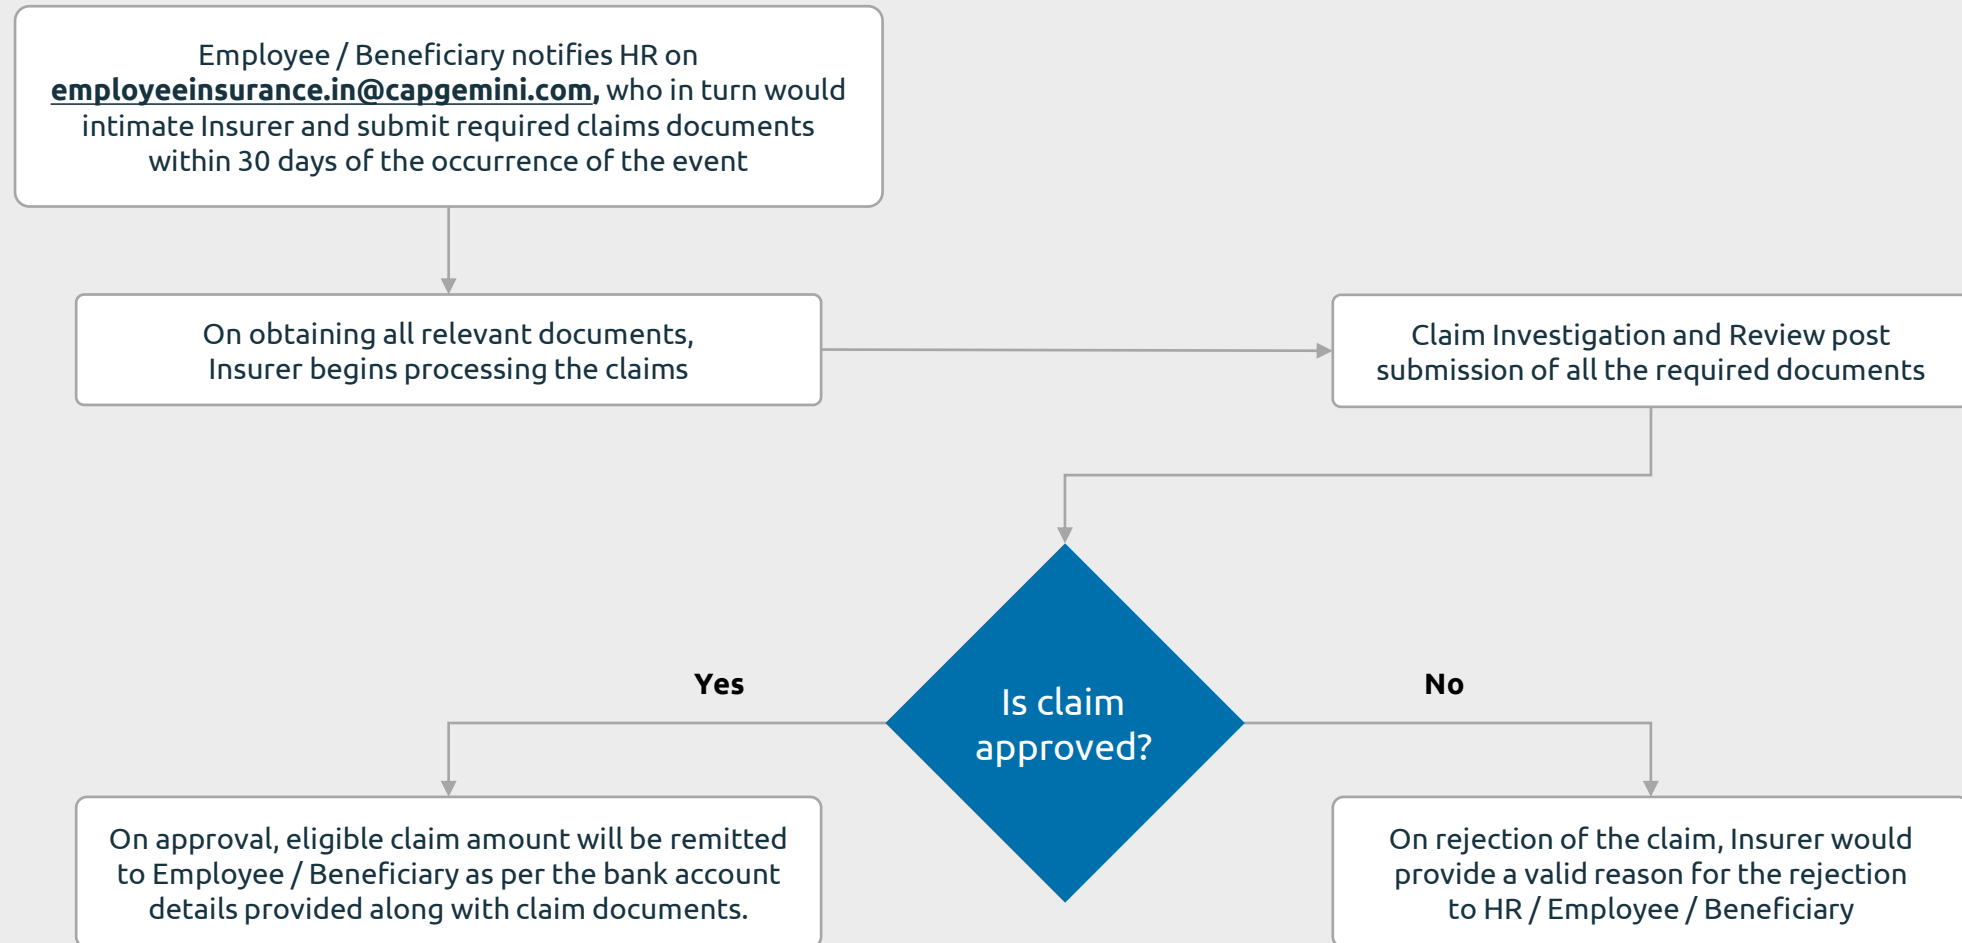 Employee / Beneficiary notifies HR on
employeeinsurance.in@capgemini.com, who in turn would
intimate Insurer and submit required claims documents
within 30 days of the occurrence of the event
On obtaining all relevant documents,
Insurer begins processing the claims
Claim Investigation and Review post
submission of all the required documents
Is claim
approved?
Yes
No
On approval, eligible claim amount will be remitted
to Employee / Beneficiary as per the bank account
details provided along with claim documents.
On rejection of the claim, Insurer would
provide a valid reason for the rejection
to HR / Employee / Beneficiary